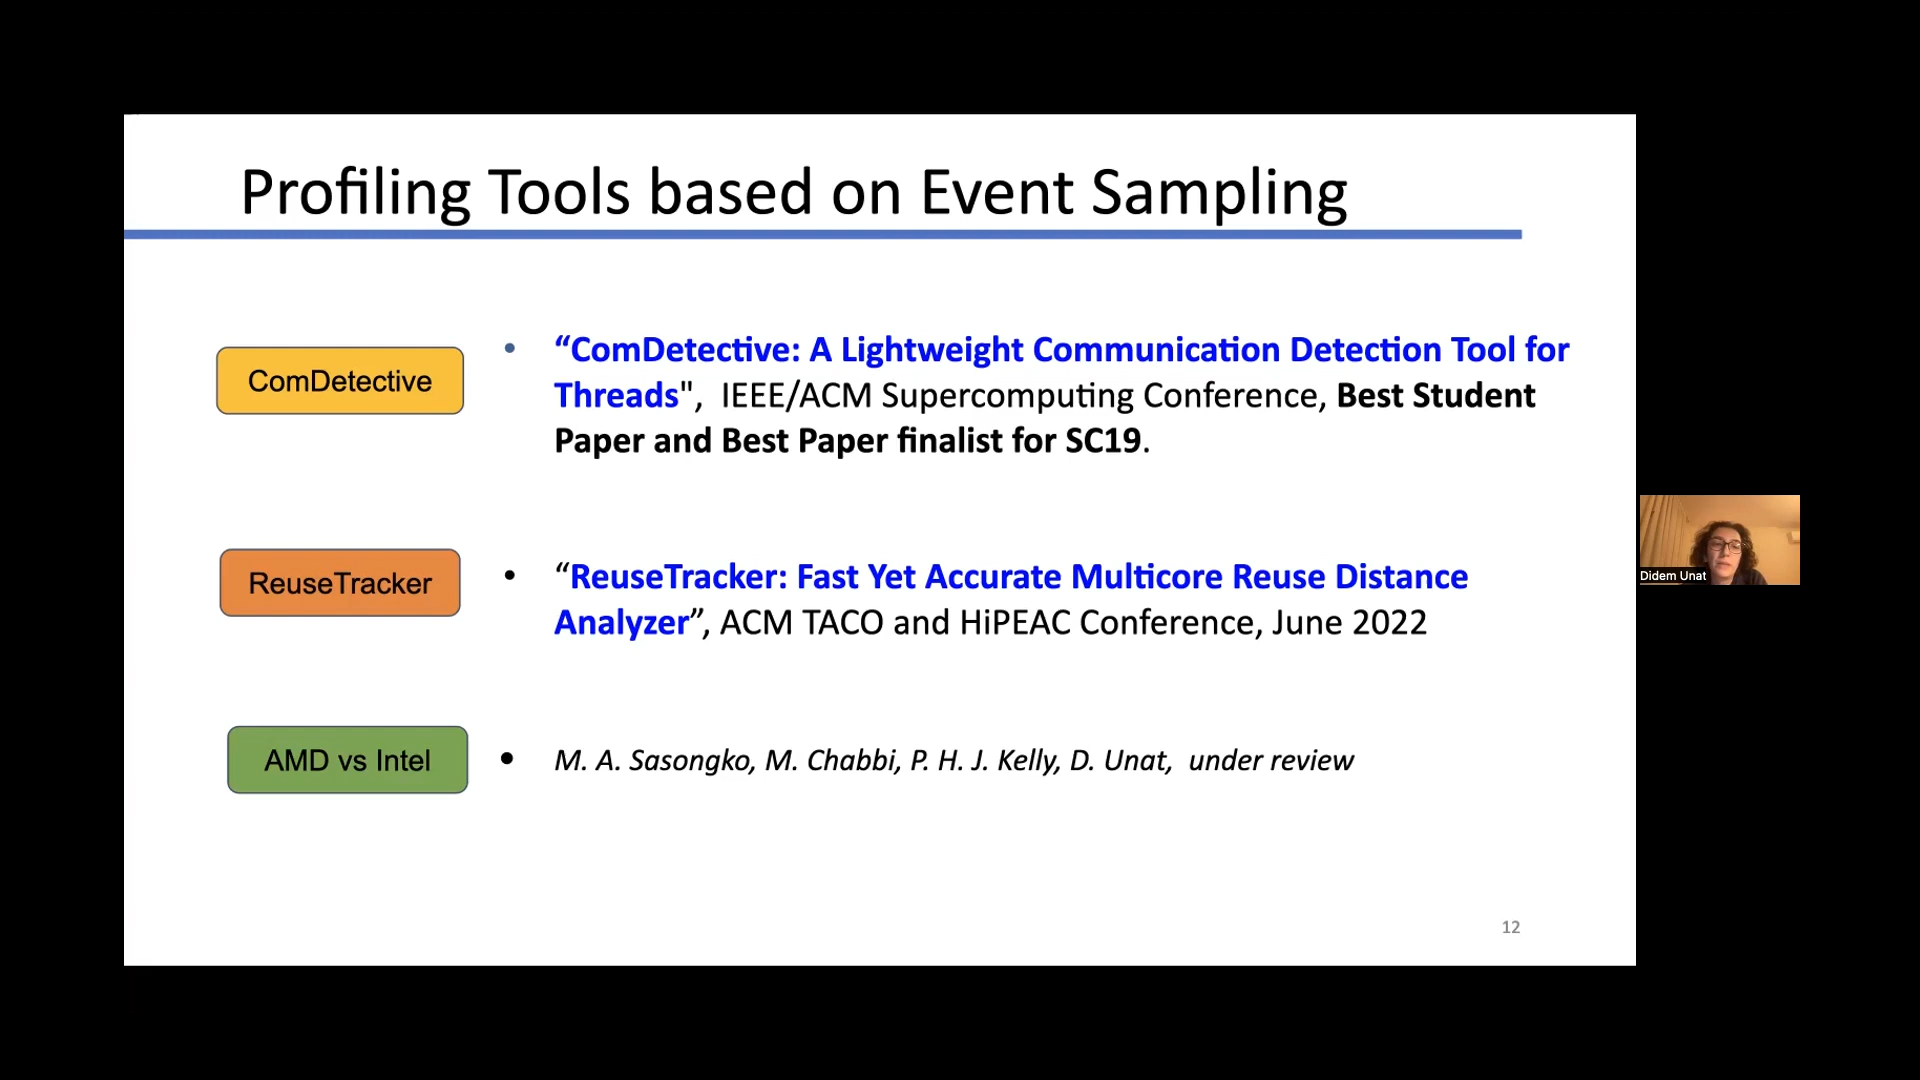 Profiling Tools based on Event Sampling
ComDetective
• “ComDetective: A Lightweight Communication Detection Tool for
Threads", IEEE/ACM Supercomputing Conference, Best Student
Paper and Best Paper finalist for SC19.
ReuseTracker
• “ReuseTracker: Fast Yet Accurate Multicore Reuse Distance
Analyzer”, ACM TACO and HiPEAC Conference, June 2022
AMD vs Intel
• M. A. Sasongko, M. Chabbi, P. H. J. Kelly, D. Unat, under review
12
Didem Unat